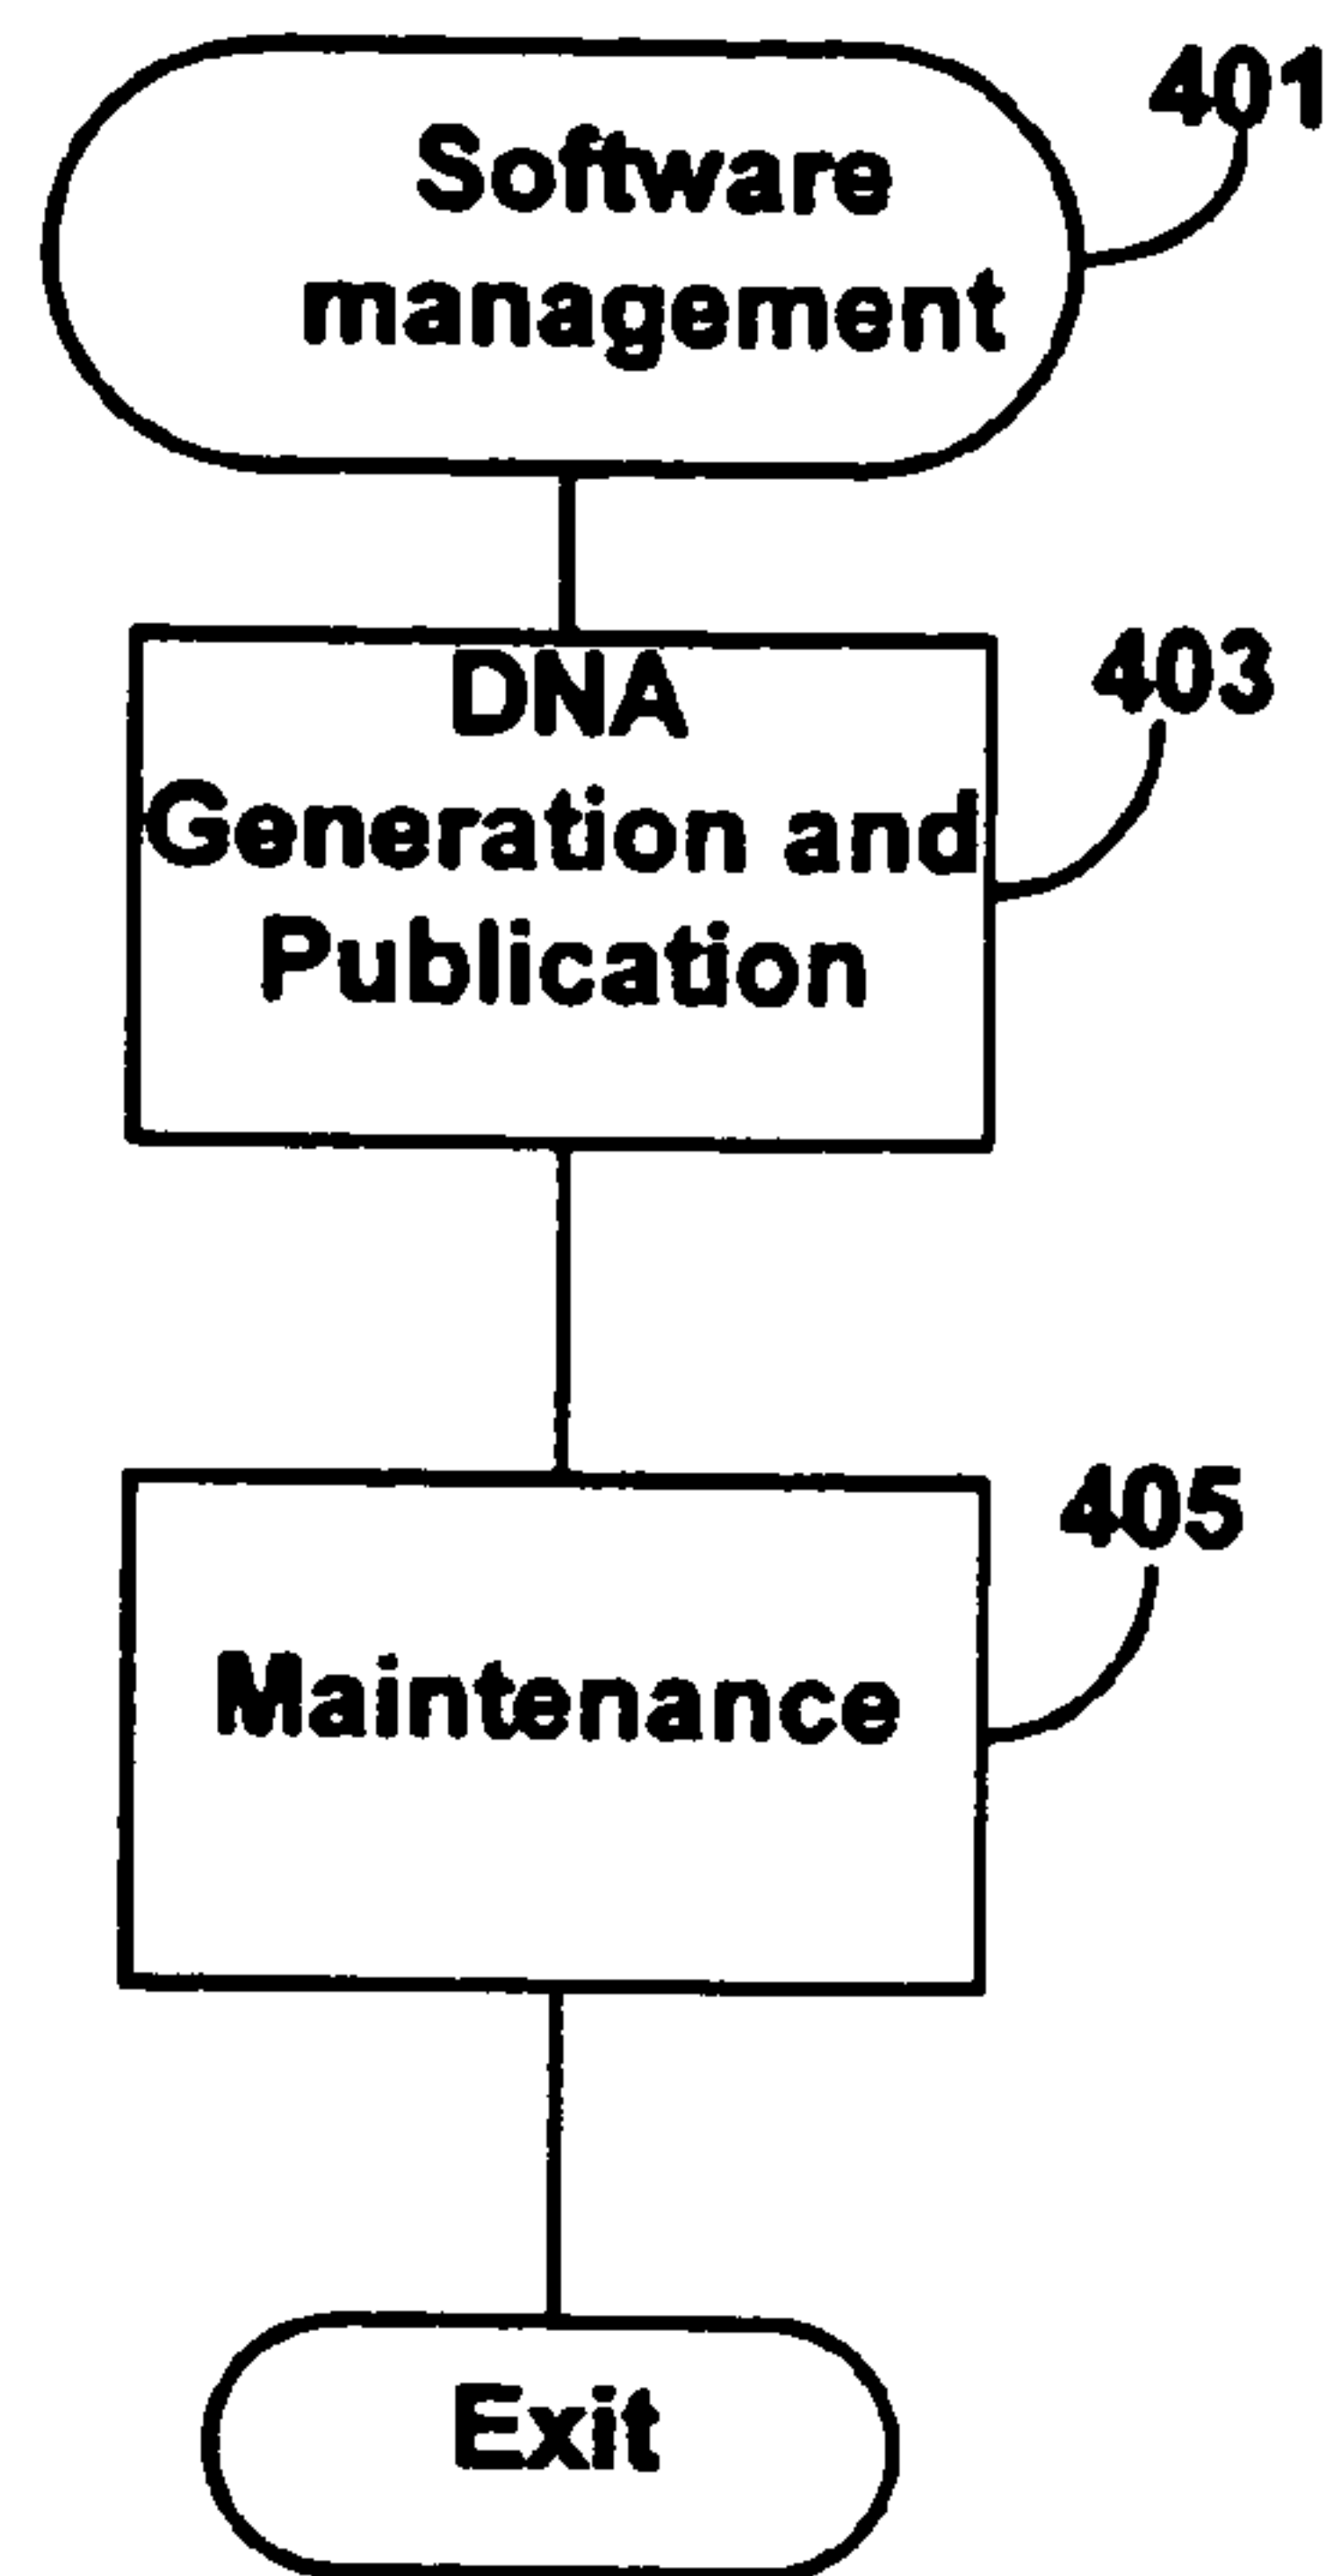 401
Software
management
403
DNA
Generation and
Publication
405
Maintenance
Exit